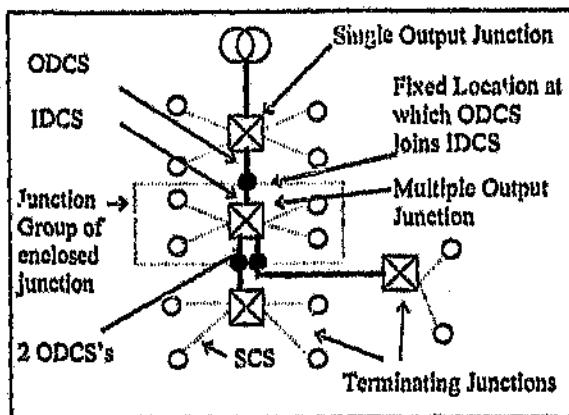 Single Output Junction
ODCS
IDCS
Fixed Location at
which ODCS
joins IDCS
Junction
Group of
enclosed
junction
Multiple Output
Junction
2 ODCS's
SCS
Terminating Junctions